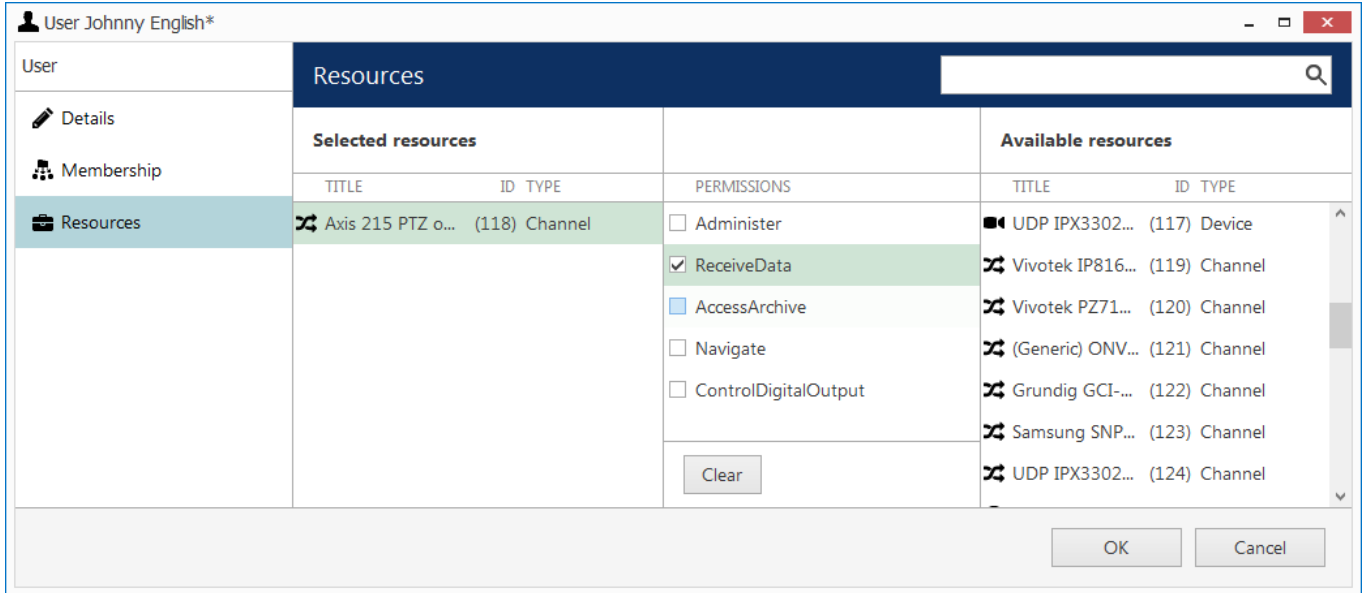 User Johnny English*
User
Resources
Details
Membership
Resources
Selected resources
TITLE ID TYPE
Axis 215 PTZ o... (118) Channel
PERMISSIONS
Administer
ReceiveData
AccessArchive
Navigate
ControlDigitalOutput
Clear
Available resources
TITLE ID TYPE
UDP IPX3302... (117) Device
Vivotek IP816... (119) Channel
Vivotek PZ71... (120) Channel
(Generic) ONV... (121) Channel
Grundig GCI-... (122) Channel
Samsung SNP... (123) Channel
UDP IPX3302... (124) Channel
OK Cancel